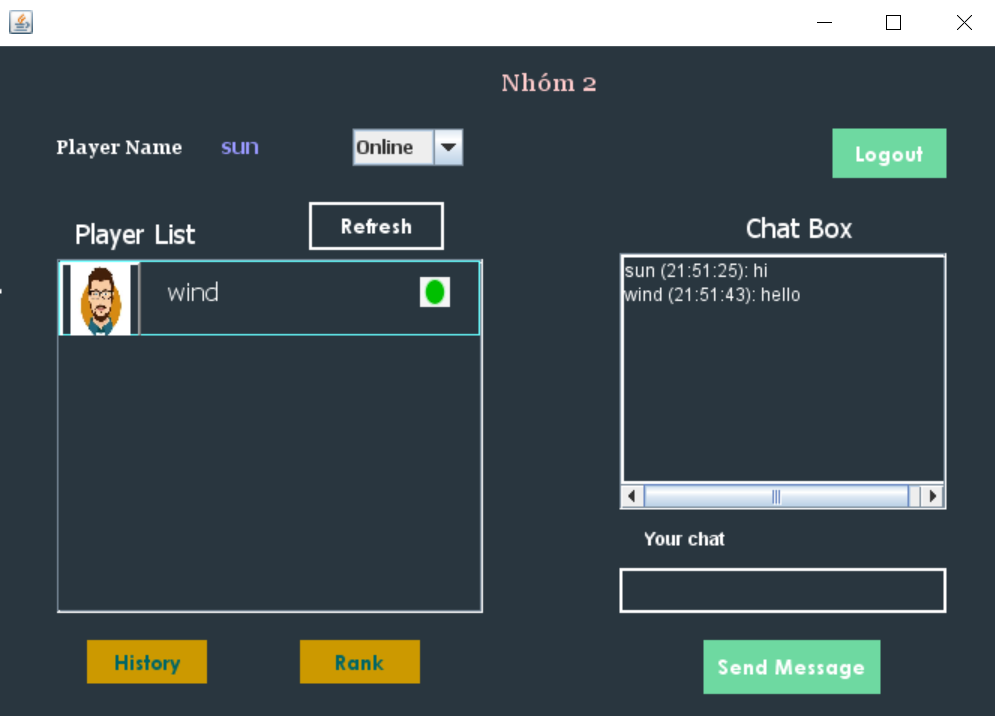 Nhóm 2
Player Name sun Online
Logout
Player List Refresh
wind
Chat Box
sun (21:51:25): hi
wind (21:51:43): hello
Your chat
History Rank
Send Message